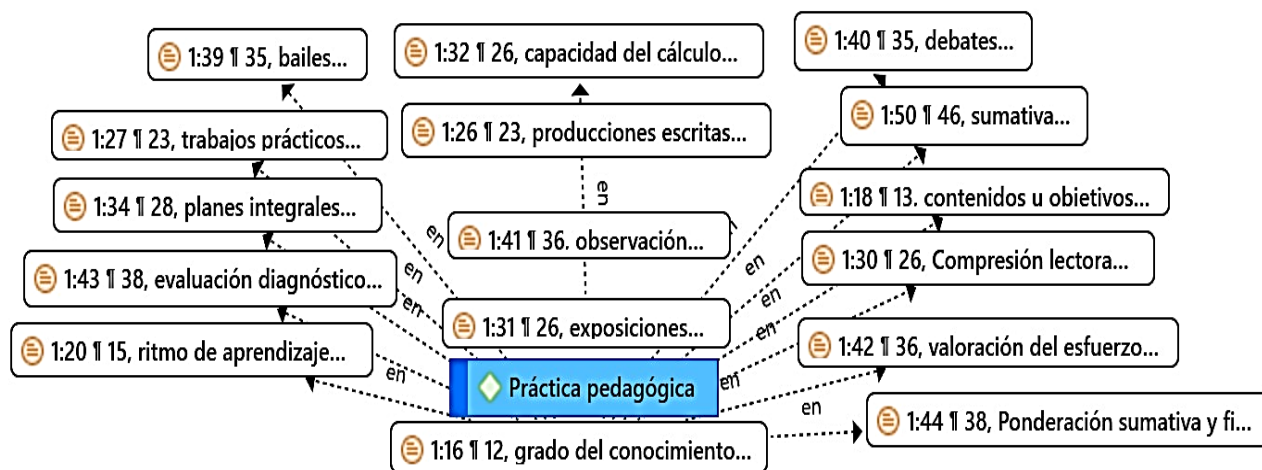 1:39 ¶ 35, bailes...
1:32 ¶ 26, capacidad del cálculo...
1:40 ¶ 35, debates...
1:27 ¶ 23, trabajos prácticos...
1:26 ¶ 23, producciones escritas...
1:50 ¶ 46, sumativa...
1:34 ¶ 28, planes integrales...
1:18 ¶ 13. contenidos u obietivos...
1:41 ¶ 36. observación...
1:30 ¶ 26, Compresión lectora...
1:43 ¶ 38, evaluación diagnóstico...
1:31 ¶ 26, exposiciones...
1:20 ¶ 15, ritmo de aprendizaje...
1:42 ¶ 36, valoración del esfuerzo...
Práctica pedagógica
1:16 ¶ 12, grado del conocimiento...
1:44 ¶ 38, Ponderación sumativa y fi...
en
en
en
en
en
en
en
en
en
en